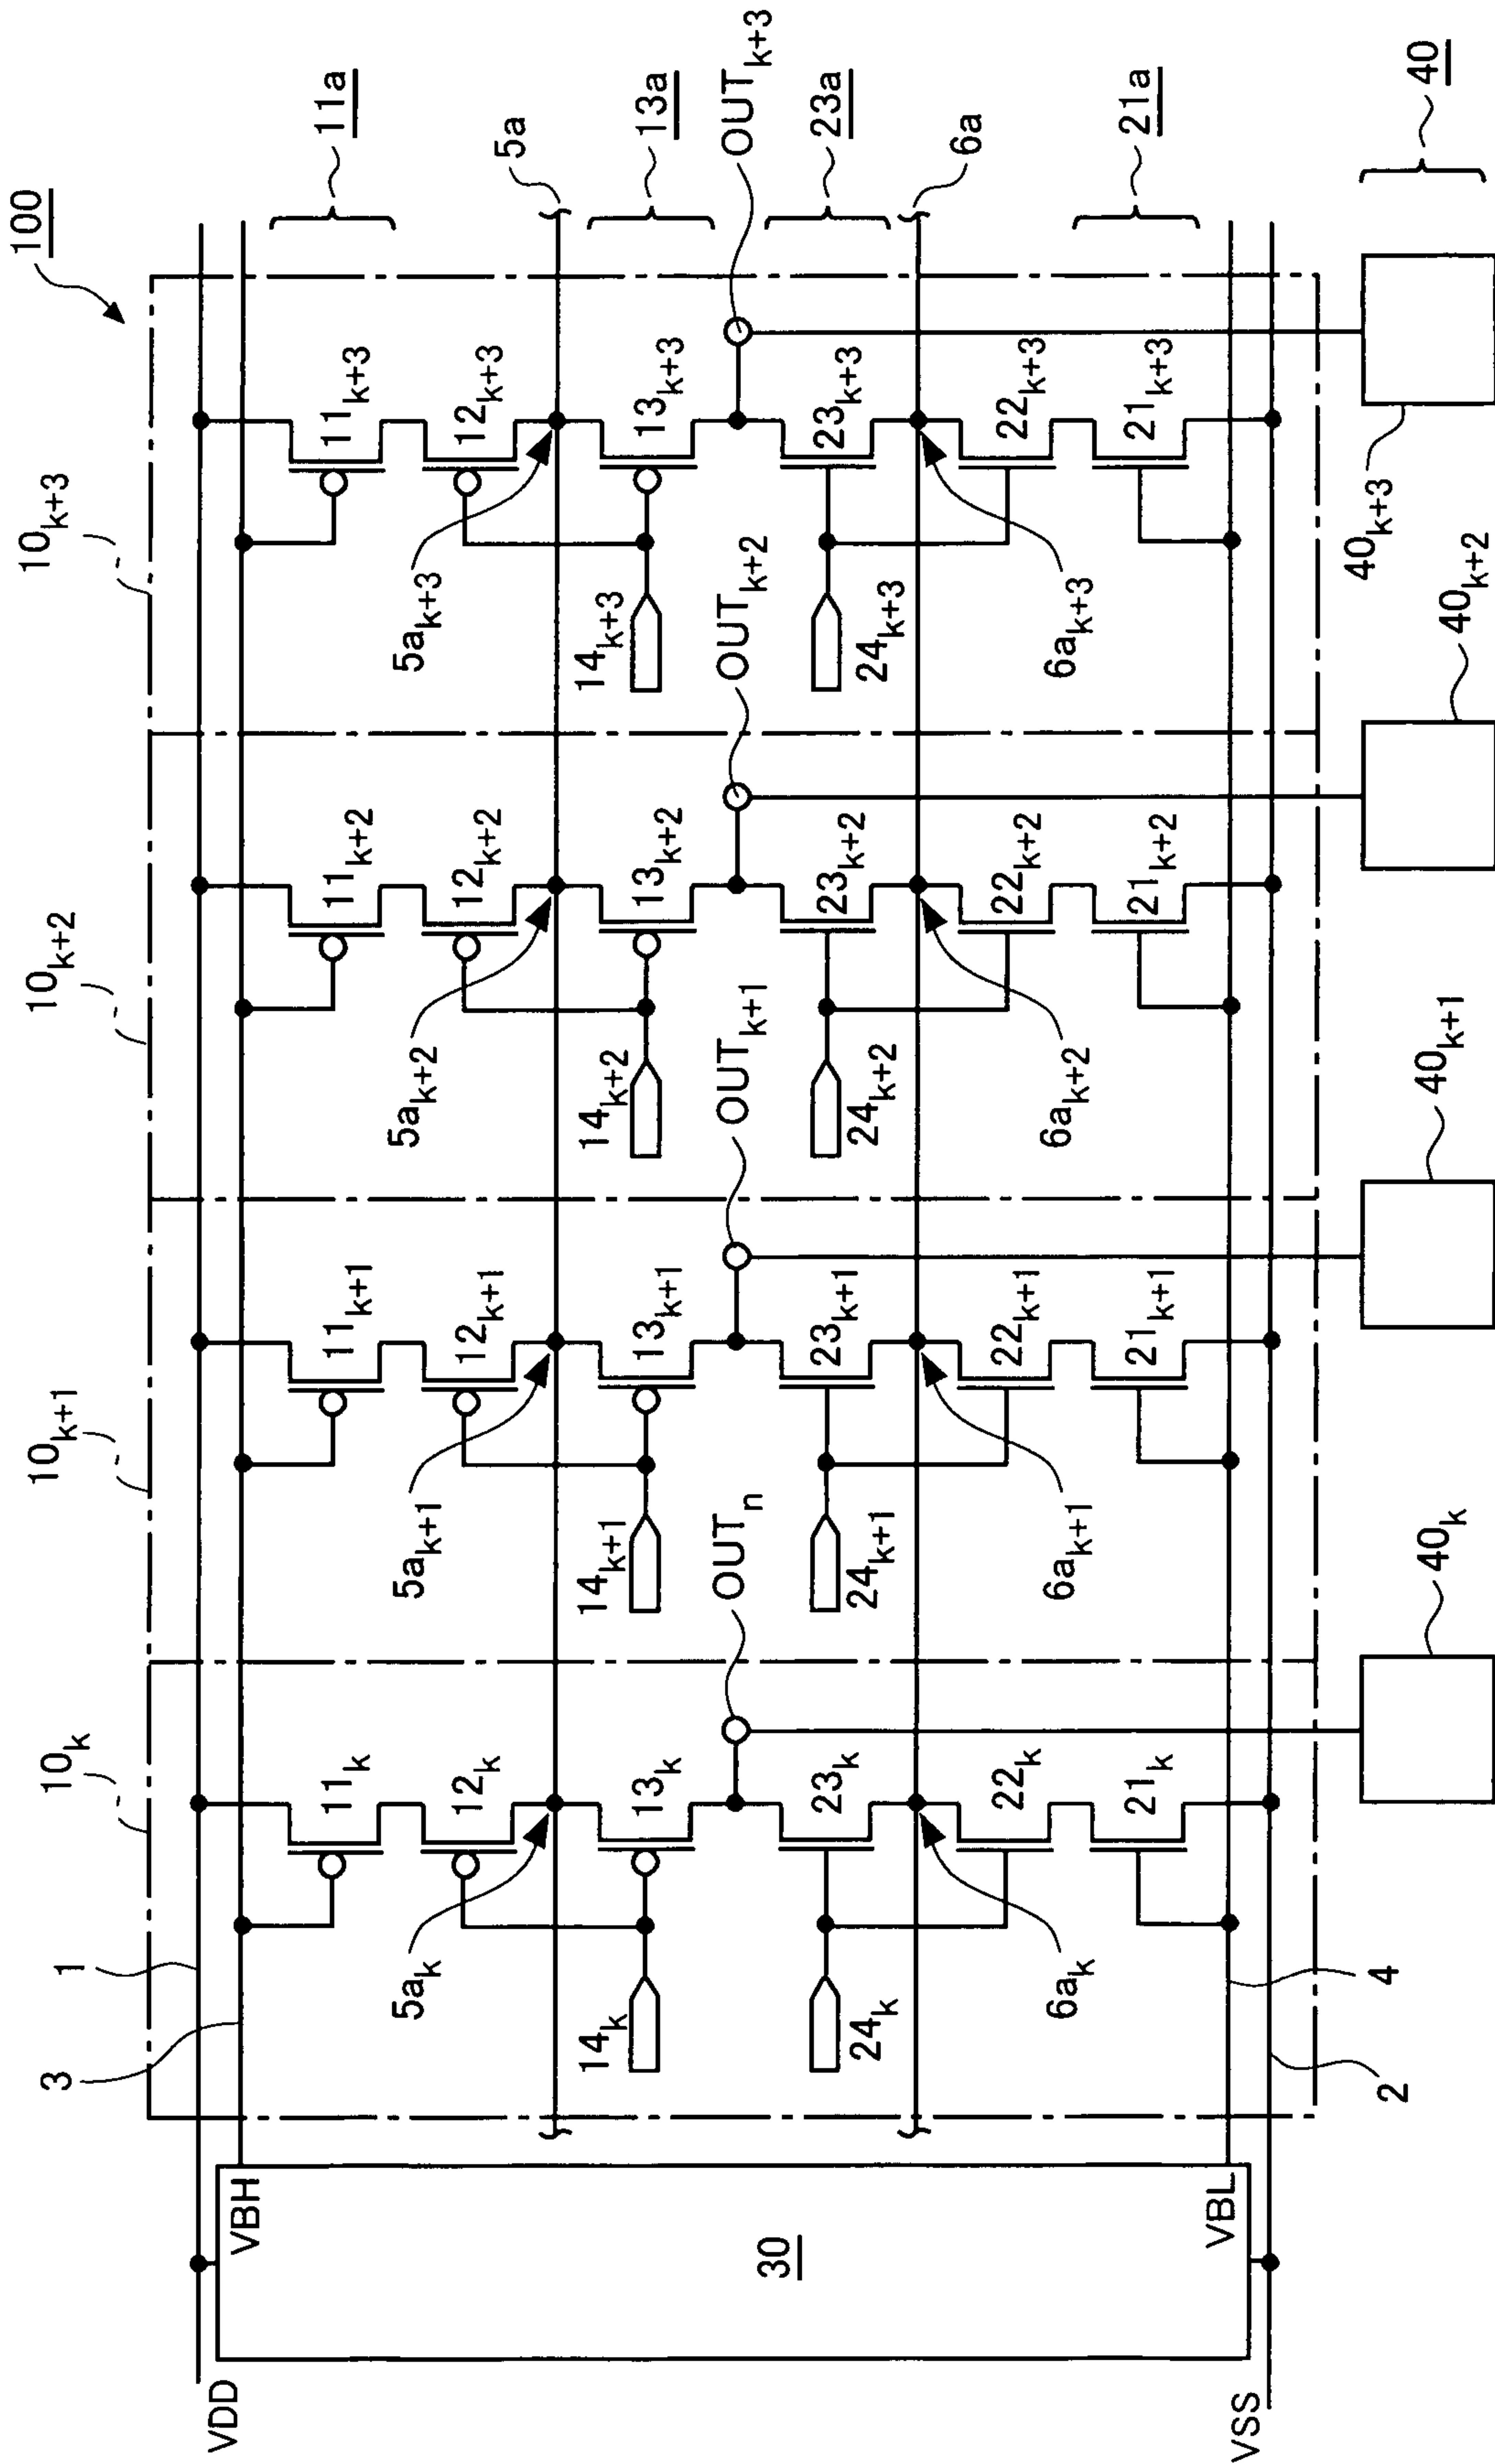 100
10k 10k+1 10k+2 10k+3
1
3
VDD
VBH
11k 11k+1 11k+2 11k+3 11a
12k 12k+1 12k+2 12k+3
5ak 5ak+1 5ak+2 5ak+3 5a
14k 14k+1 14k+2 14k+3
13k 13k+1 13k+2 13k+3 13a
30
OUTn OUTk+1 OUTk+2 OUTk+3
23k 23k+1 23k+2 23k+3 23a
24k 24k+1 24k+2 24k+3
6a
22k 22k+1 22k+2 22k+3
6ak 6ak+1 6ak+2 6ak+3
21k 21k+1 21k+2 21k+3 21a
VBL
VSS
2
4
40k 40k+1 40k+2 40k+3 40